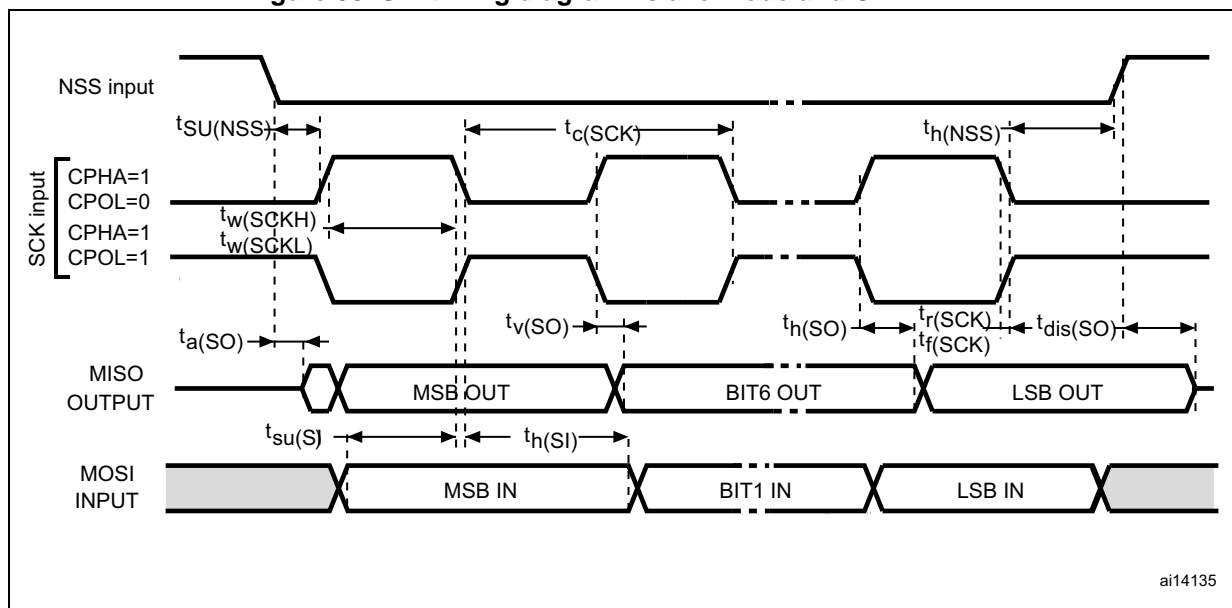 NSS input
tSU(NSS)
tc(SCK)
th(NSS)
SCK input
CPHA=1
CPOL=0
tw(SCKH)
CPHA=1
tw(SCKL)
CPOL=1
ta(SO)
tv(SO)
th(SO)
tr(SCK)
tf(SCK)
tdis(SO)
MISO
OUTPUT
MSB OUT
BIT6 OUT
LSB OUT
tsu(SI
th(SI)
MOSI
INPUT
MSB IN
BIT1 IN
LSB IN
ai14135